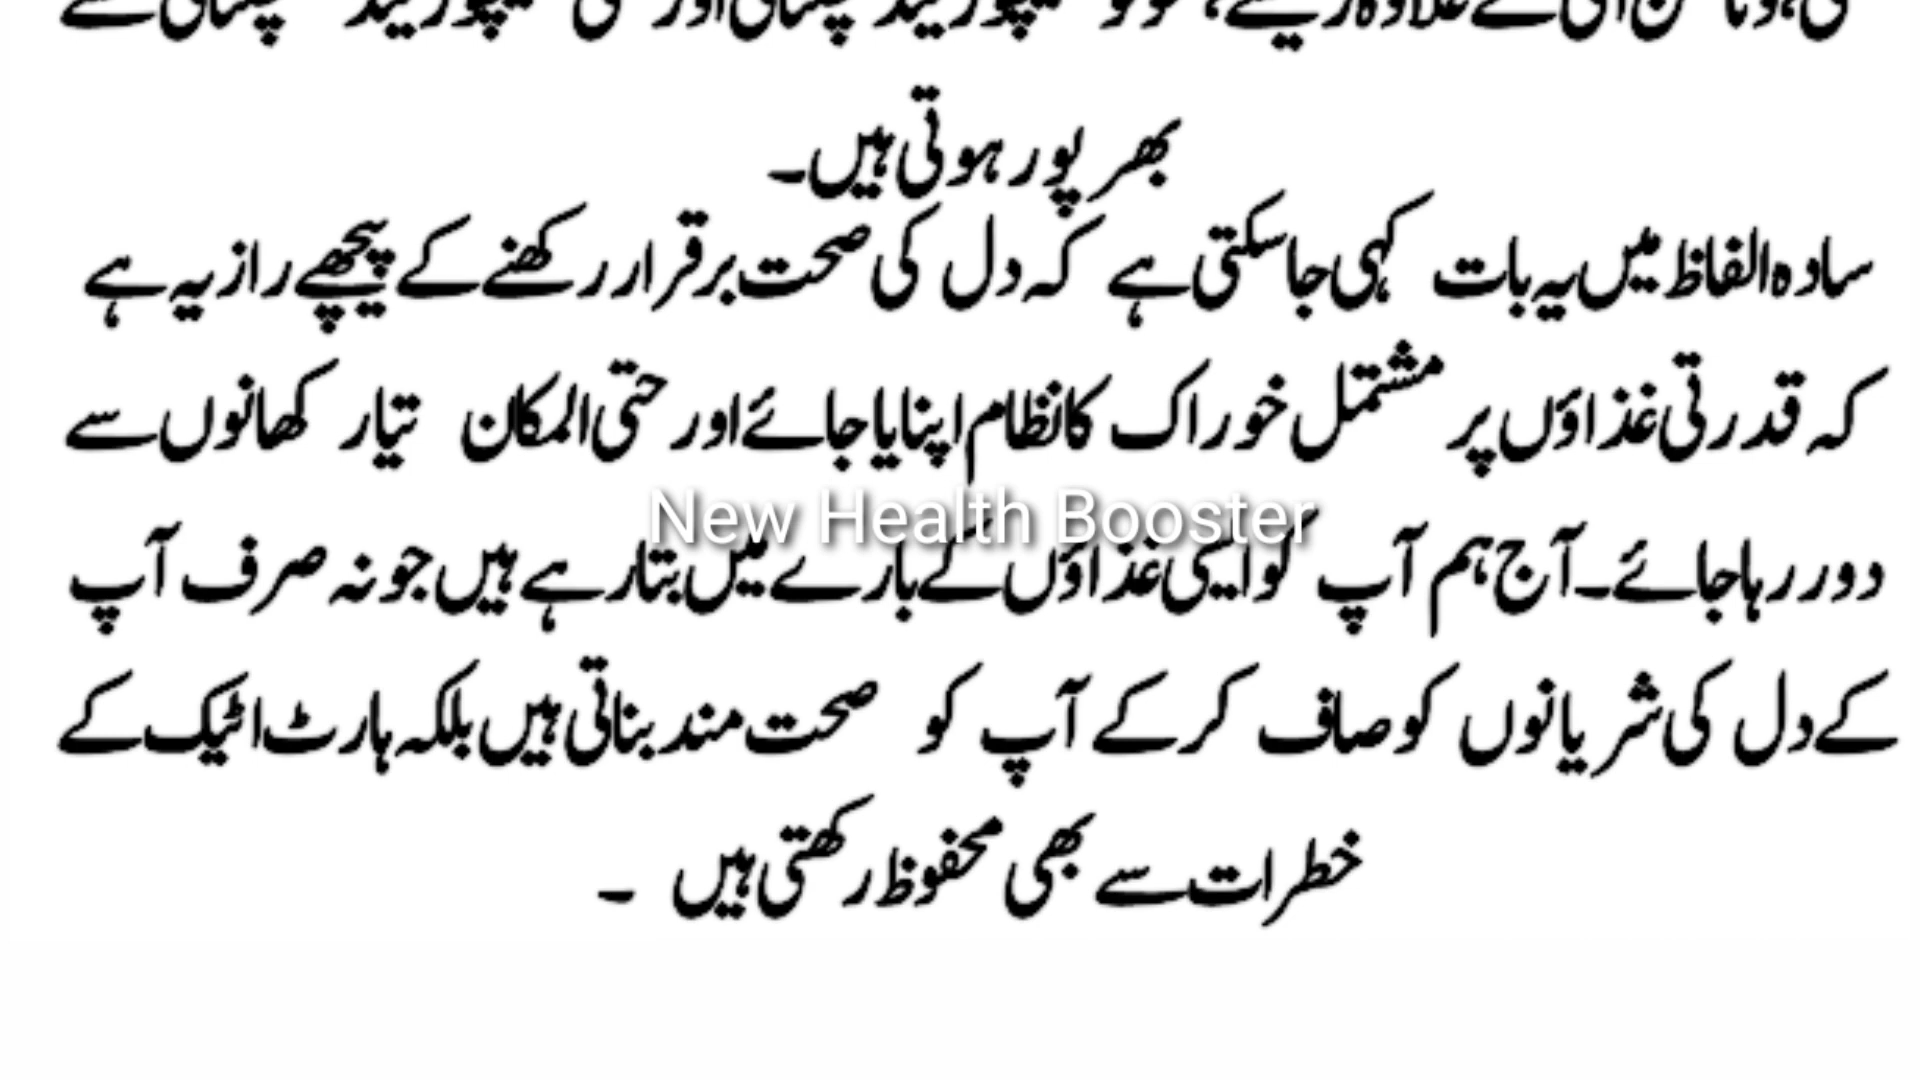 بھرپور ہوتی ہیں۔
سادہ الفاظ میں یہ بات کہی جاسکتی ہے کہ دل کی صحت برقرار رکھنے کے پیچھے راز یہ ہے
کہ قدرتی غذاؤں پر مشتمل خوراک کا نظام اپنایا جائے اور حتی المکان تیار کھانوں سے
New Health Booster
دور رہا جائے۔ آج ہم آپ کو ایسی غذاؤں کے بارے میں بتا رہے ہیں جو نہ صرف آپ
کے دل کی شریانوں کو صاف کر کے آپ کو صحت مند بناتی ہیں بلکہ ہارٹ اٹیک کے
خطرات سے بھی محفوظ رکھتی ہیں ۔